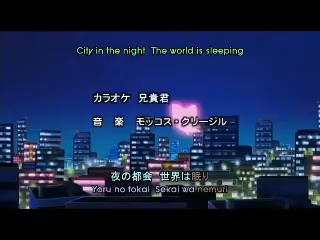 City in the night The world is sleeping
カラオケ 兄貴君
音 楽 モッコス・クリージル
夜の都会 世界は眠り
Yoru no tokai Sekai wa nemuri